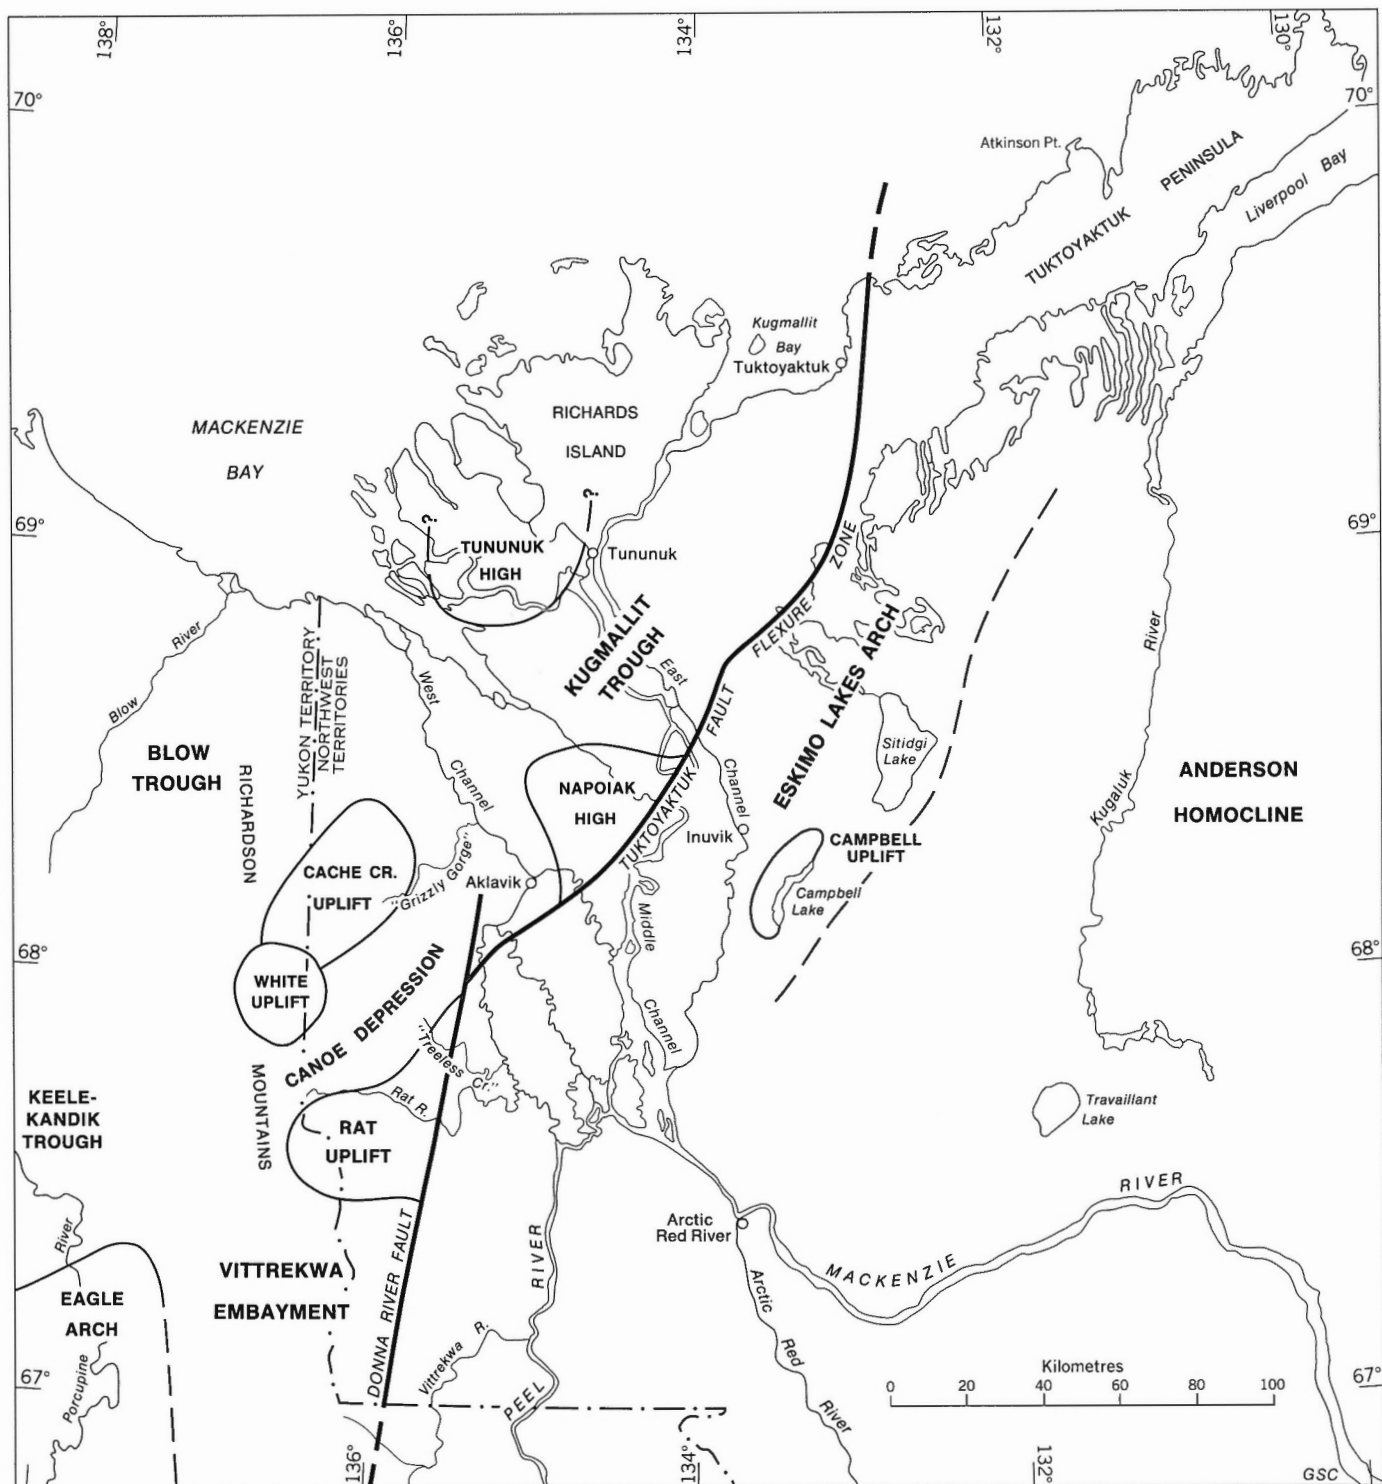 138°
136°
134°
132°
130°
70°
70°
Atkinson Pt.
TUKTOYAKTUK PENINSULA
Liverpool Bay
Kugmallit
Bay
Tuktoyaktuk
RICHARDS
ISLAND
MACKENZIE
BAY
?
?
69°
69°
TUNUNUK
HIGH
Tununuk
FLEXURE ZONE
KUGMALLIT
TROUGH
ESKIMO LAKES ARCH
Blow River
YUKON TERRITORY
NORTHWEST
TERRITORIES
West Channel
East Channel
TUKTOYAKTUK FAULT
Sitidgi
Lake
Kugaluk River
BLOW
TROUGH
RICHARDSON MOUNTAINS
NAPOIAK
HIGH
Inuvik
ANDERSON
HOMOCLINE
CAMPBELL
UPLIFT
Campbell
Lake
CACHE CR.
UPLIFT
"Grizzly Gorge"
Aklavik
Middle Channel
68°
68°
WHITE
UPLIFT
CANOE DEPRESSION
"Treeless Cr."
Rat R.
KEELE-
KANDIK
TROUGH
RAT
UPLIFT
Travaillant
Lake
MACKENZIE RIVER
Arctic
Red River
Arctic Red River
VITTREKWA
EMBAYMENT
DONNA RIVER FAULT
PEEL RIVER
Vittrekwa R.
EAGLE
ARCH
Porcupine River
67°
67°
Kilometres
0 20 40 60 80 100
136°
134°
132°
GSC